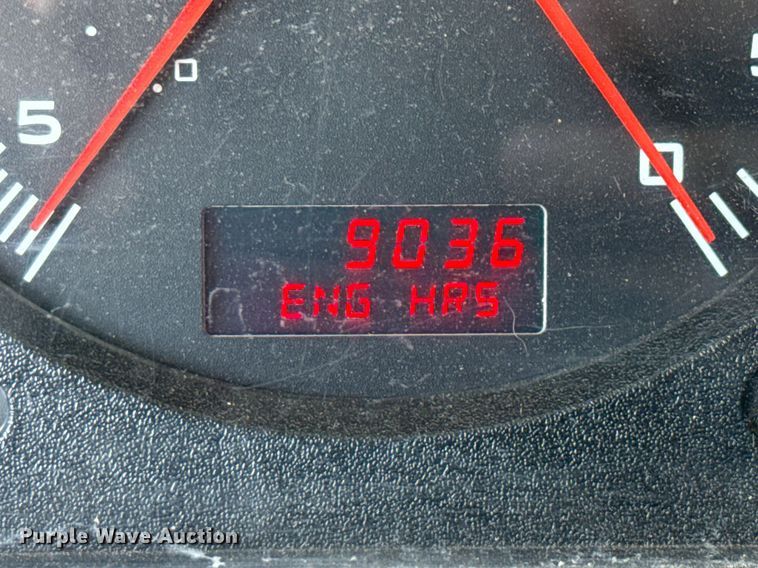 5
0
9036
ENG HRS
Purple Wave Auction